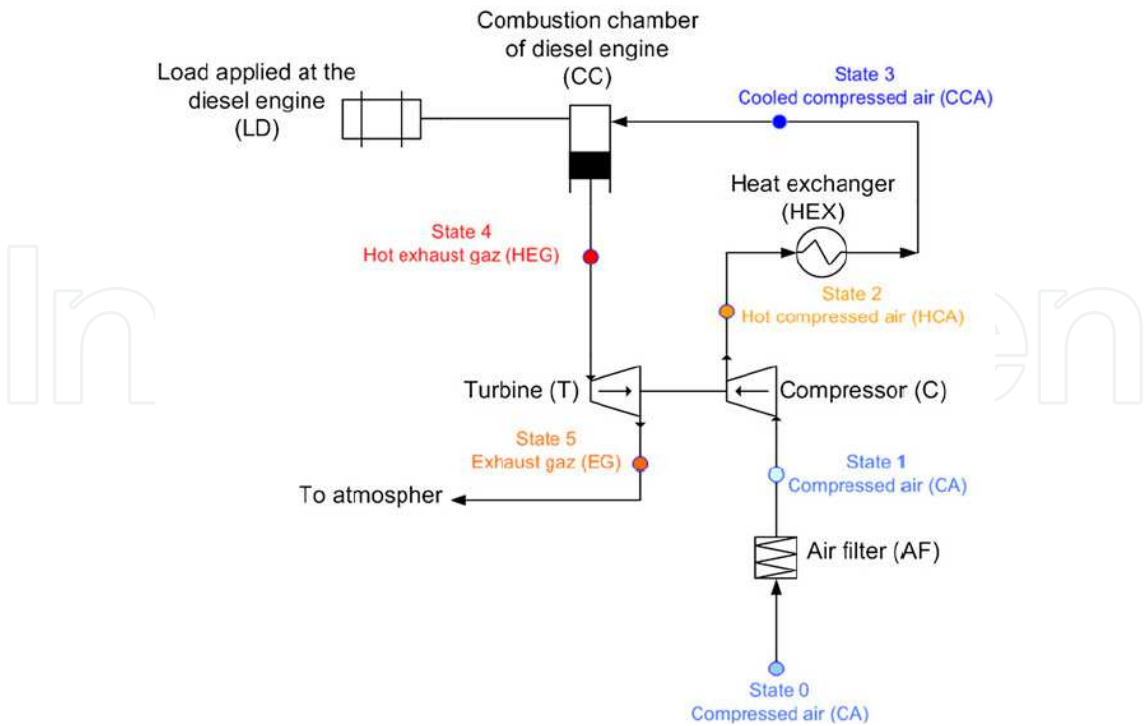 Combustion chamber
of diesel engine
(CC)
Load applied at the
diesel engine
(LD)
State 3
Cooled compressed air (CCA)
Heat exchanger
(HEX)
State 4
Hot exhaust gaz (HEG)
State 2
Hot compressed air (HCA)
Turbine (T)
Compressor (C)
State 5
Exhaust gaz (EG)
State 1
Compressed air (CA)
To atmospher
Air filter (AF)
State 0
Compressed air (CA)
In
en